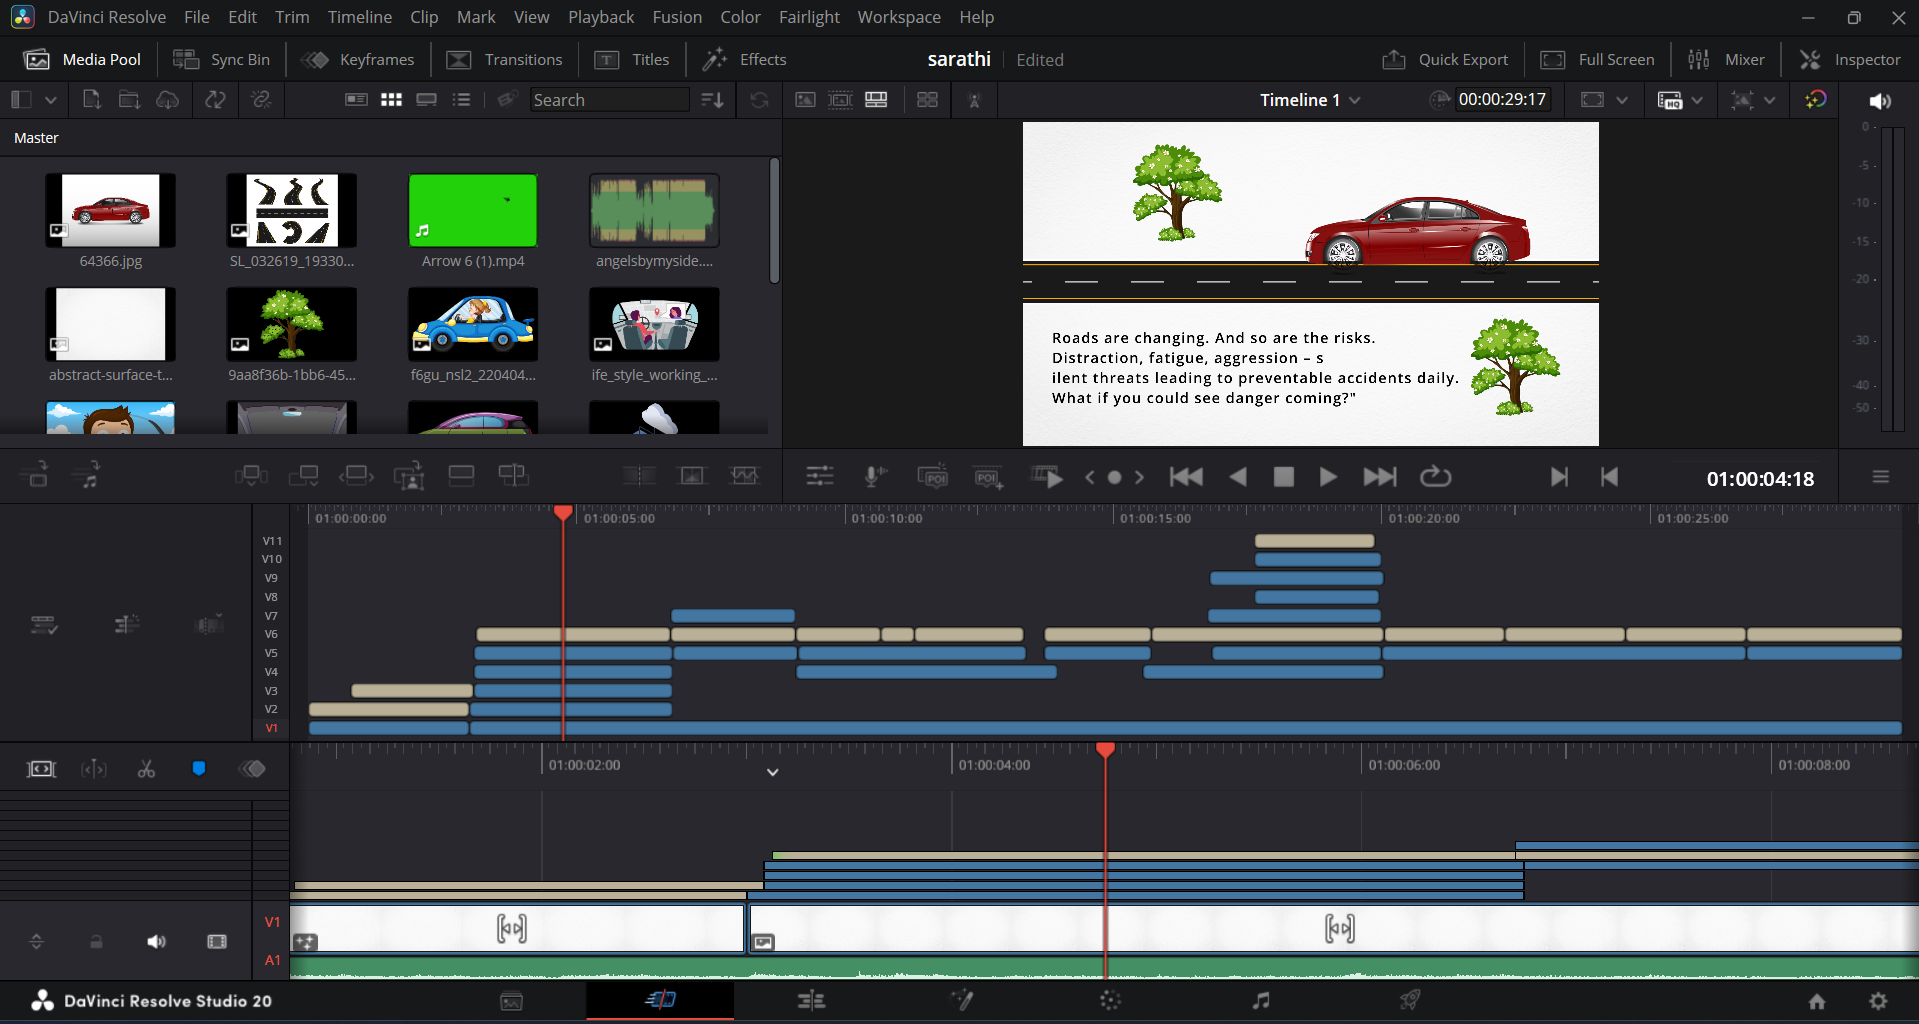 DaVinci Resolve File Edit Trim Timeline Clip Mark View Playback Fusion Color Fairlight Workspace Help
Media Pool Sync Bin Keyframes Transitions Titles Effects sarathi Edited Quick Export Full Screen Mixer Inspector
Search Timeline 1 00:00:29:17 HQ
Master
64366.jpg SL_032619_19330... Arrow 6 (1).mp4 angelsbymyside....
abstract-surface-t... 9aa8f36b-1bb6-45... f6gu_nsl2_220404... ife_style_working_...
0
-5
-10
-15
-20
-30
-40
-50
Roads are changing. And so are the risks.
Distraction, fatigue, aggression – s
ilent threats leading to preventable accidents daily.
What if you could see danger coming?"
POI POI 01:00:04:18
01:00:00:00 01:00:05:00 01:00:10:00 01:00:15:00 01:00:20:00 01:00:25:00
V11
V10
V9
V8
V7
V6
V5
V4
V3
V2
V1
01:00:02:00 01:00:04:00 01:00:06:00 01:00:08:00
V1
A1
DaVinci Resolve Studio 20